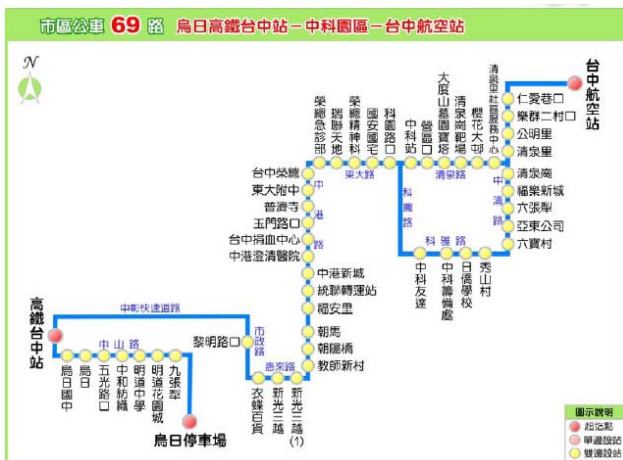 市區公車 69 路 烏日高鐵台中站－中科園區－台中航空站
N
台中航空站
仁愛巷口
樂群二村口
公明里
清泉里
清泉崗
福樂新城
六張犁
亞東公司
六寶村
中清路
清泉里社區服務中心
櫻花大邨
清泉崗靶場
大度山墓園寶塔
營區口
中科站
清泉路
科園路口
國安國宅
榮總精神科
瑞聯天地
榮總急診部
東大路
科園路
科雅路
中科友達
中科籌備處
日僑學校
秀山村
台中榮總
東大附中
普濟寺
玉門路口
台中捐血中心
中港澄清醫院
中港路
中港新城
統聯轉運站
福安里
朝馬
朝陽橋
教師新村
惠來路
新光三越(1)
新光三越
衣蝶百貨
市政路
黎明路口
中彰快速道路
高鐵台中站
中山路
烏日國中
烏日
五光路口
中和紡織
明道中學
明道花園城
九張犁
烏日停車場
圖示說明
起迄點
單邊設站
雙邊設站